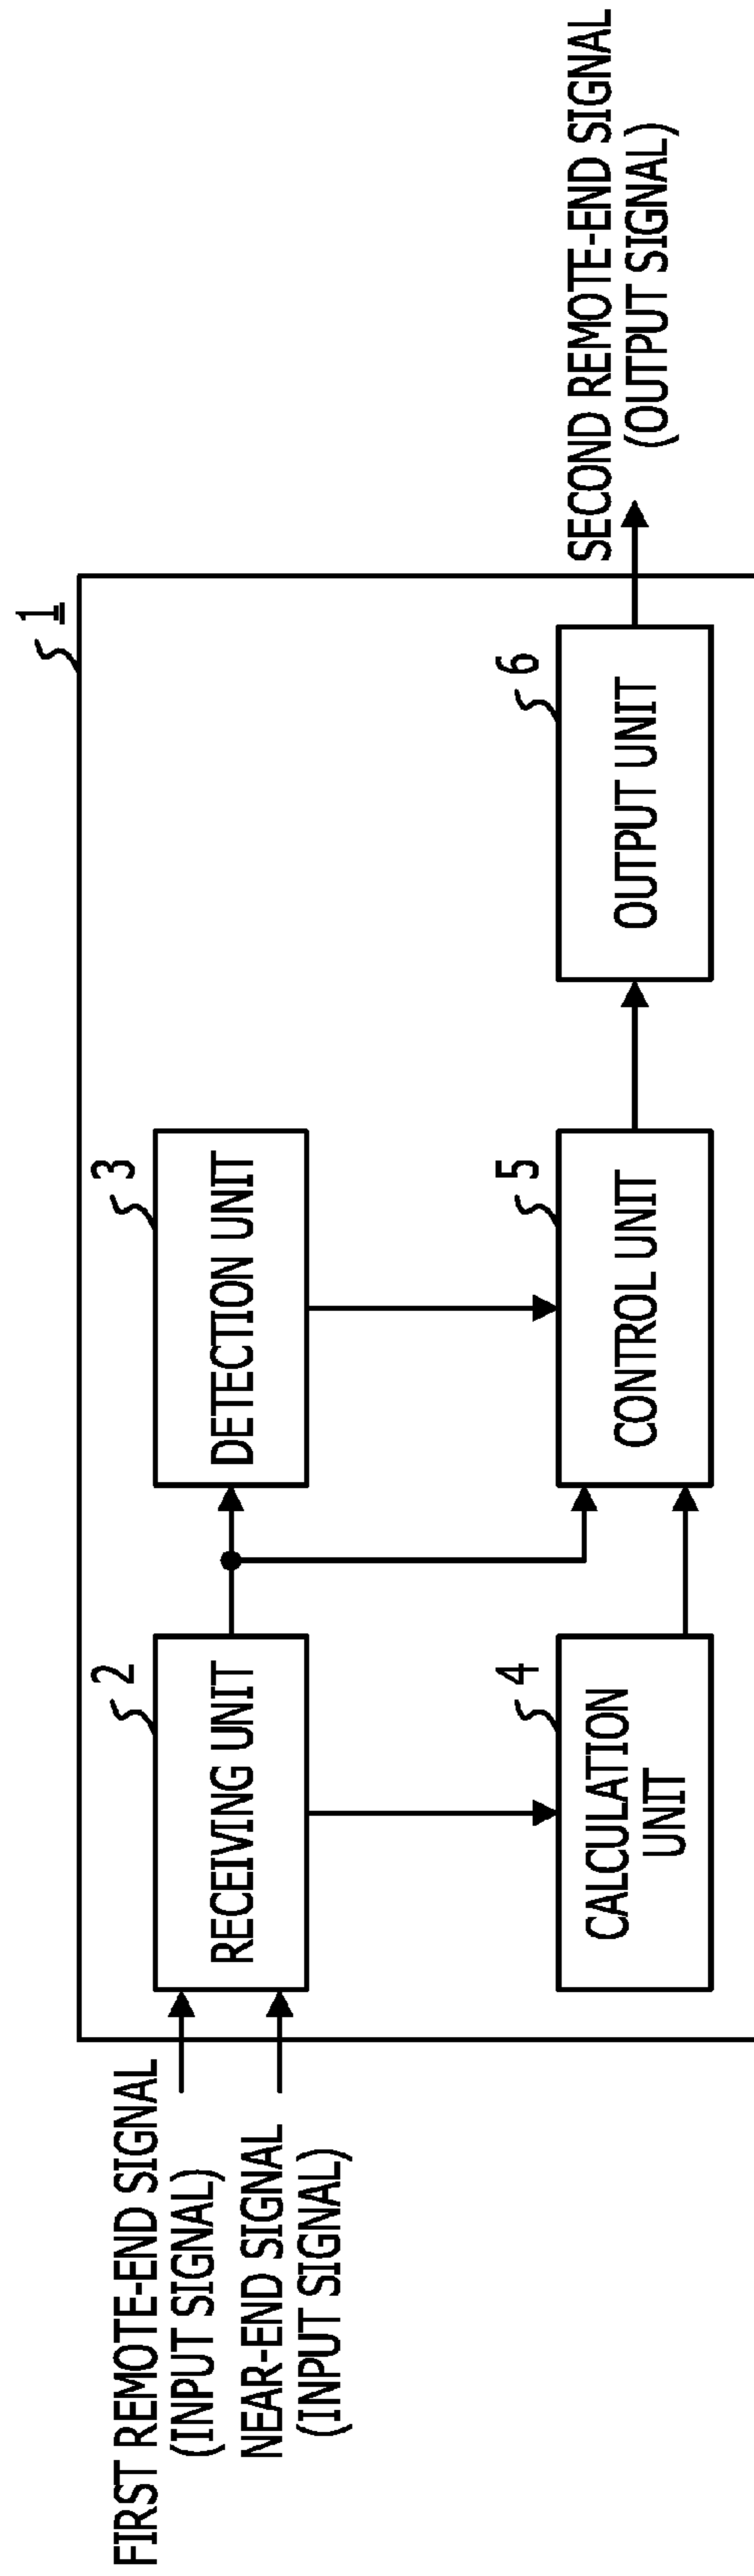 1
FIRST REMOTE-END SIGNAL
(INPUT SIGNAL)
NEAR-END SIGNAL
(INPUT SIGNAL)
2
RECEIVING UNIT
3
DETECTION UNIT
4
CALCULATION
UNIT
5
CONTROL UNIT
6
OUTPUT UNIT
SECOND REMOTE-END SIGNAL
(OUTPUT SIGNAL)